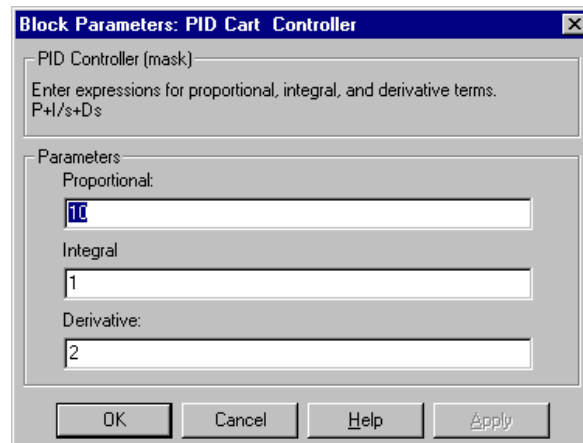 Block Parameters: PID Cart Controller
PID Controller (mask)
Enter expressions for proportional, integral, and derivative terms.
P+I/s+Ds
Parameters
Proportional:
10
Integral
1
Derivative:
2
OK Cancel Help Apply